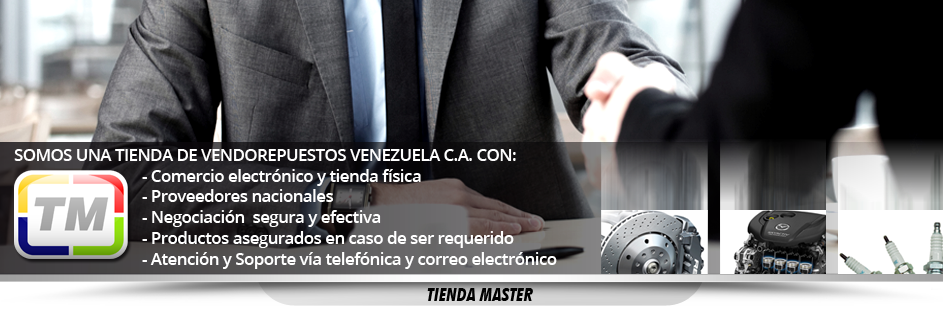 SOMOS UNA TIENDA DE VENDOREPUESTOS VENEZUELA C.A. CON:
TM
- Comercio electrónico y tienda física
- Proveedores nacionales
- Negociación segura y efectiva
- Productos asegurados en caso de ser requerido
- Atención y Soporte vía telefónica y correo electrónico
TIENDA MASTER